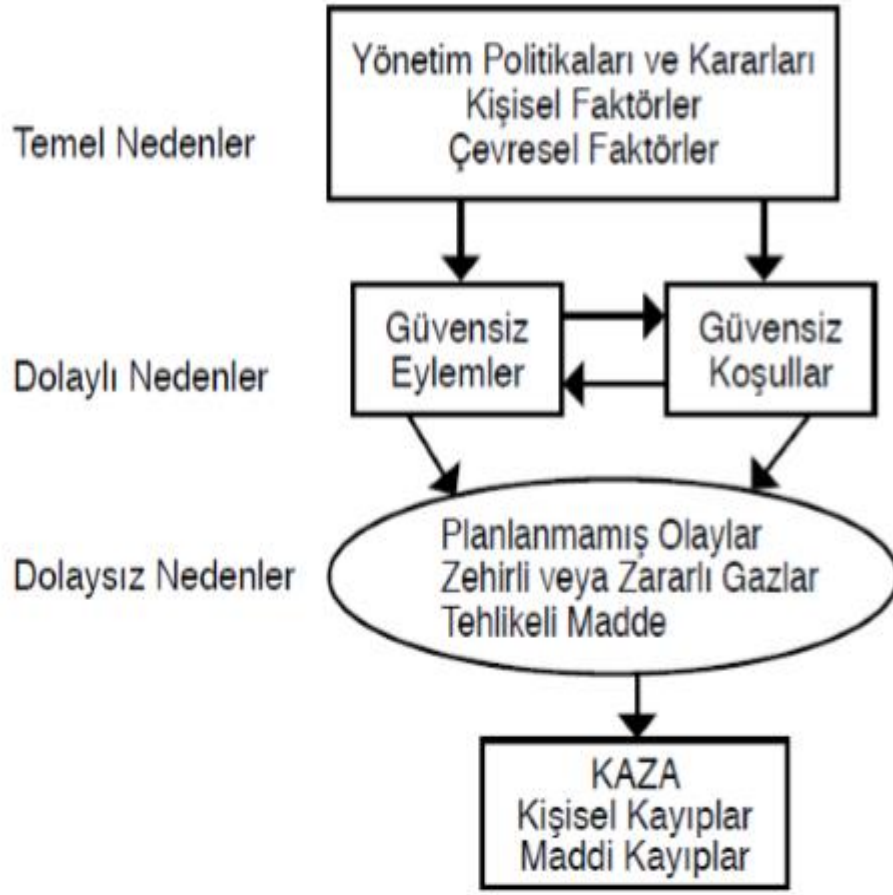 Yönetim Politikaları ve Kararları
Kişisel Faktörler
Çevresel Faktörler
Temel Nedenler
Güvensiz
Eylemler
Güvensiz
Koşullar
Dolaylı Nedenler
Planlanmamış Olaylar
Zehirli veya Zararlı Gazlar
Tehlikeli Madde
Dolaysız Nedenler
KAZA
Kişisel Kayıplar
Maddi Kayıplar